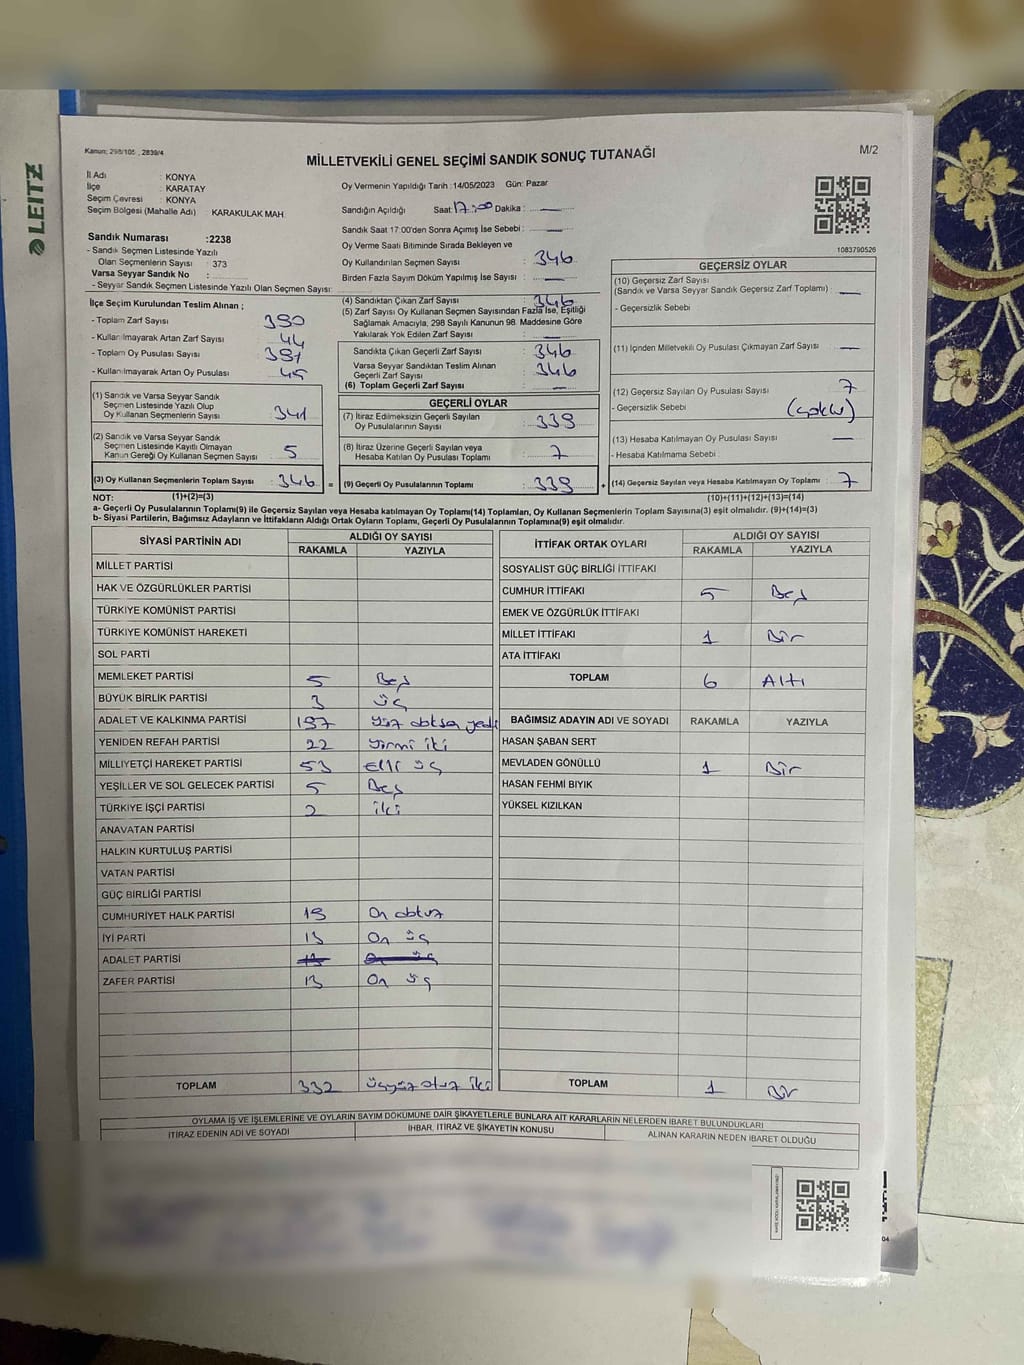 LEITZ
Kanun: 298/105 , 2839/4
MİLLETVEKİLİ GENEL SEÇİMİ SANDIK SONUÇ TUTANAĞI
M/2
İl Adı : KONYA
İlçe : KARATAY
Seçim Çevresi : KONYA
Seçim Bölgesi (Mahalle Adı) KARAKULAK MAH.
Sandık Numarası :2238
- Sandık Seçmen Listesinde Yazılı
Olan Seçmenlerin Sayısı : 373
Varsa Seyyar Sandık No :
- Seyyar Sandık Seçmen Listesinde Yazılı Olan Seçmen Sayısı:
Oy Vermenin Yapıldığı Tarih :14/05/2023 Gün: Pazar
Sandığın Açıldığı Saat: 17:00 Dakika :
Sandık Saat 17:00'den Sonra Açımış İse Sebebi :
Oy Verme Saati Bitiminde Sırada Bekleyen ve
Oy Kullandırılan Seçmen Sayısı : 346
Birden Fazla Sayım Döküm Yapılmış İse Sayısı :
1083790526
İlçe Seçim Kurulundan Teslim Alınan ;
- Toplam Zarf Sayısı : 390
- Kullanılmayarak Artan Zarf Sayısı : 44
- Toplam Oy Pusulası Sayısı : 391
- Kullanılmayarak Artan Oy Pusulası : 45
(1) Sandık ve Varsa Seyyar Sandık
Seçmen Listesinde Yazılı Olup
Oy Kullanan Seçmenlerin Sayısı : 341
(2) Sandık ve Varsa Seyyar Sandık
Seçmen Listesinde Kayıtlı Olmayan
Kanun Gereği Oy Kullanan Seçmen Sayısı : 5
(3) Oy Kullanan Seçmenlerin Toplam Sayısı : 346 =
(4) Sandıktan Çıkan Zarf Sayısı : 346
(5) Zarf Sayısı Oy Kullanan Seçmen Sayısından Fazla İse, Eşitliği
Sağlamak Amacıyla; 298 Sayılı Kanunun 98. Maddesine Göre
Yakılarak Yok Edilen Zarf Sayısı :
Sandıkta Çıkan Geçerli Zarf Sayısı : 346
Varsa Seyyar Sandıktan Teslim Alınan
Geçerli Zarf Sayısı : 346
(6) Toplam Geçerli Zarf Sayısı :
GEÇERLİ OYLAR
(7) İtiraz Edilmeksizin Geçerli Sayılan
Oy Pusulalarının Sayısı : 339
(8) İtiraz Üzerine Geçerli Sayılan veya
Hesaba Katılan Oy Pusulası Toplamı : 7
(9) Geçerli Oy Pusulalarının Toplamı : 339 +
GEÇERSİZ OYLAR
(10) Geçersiz Zarf Sayısı
(Sandık ve Varsa Seyyar Sandık Geçersiz Zarf Toplamı) :
- Geçersizlik Sebebi :
(11) İçinden Milletvekili Oy Pusulası Çıkmayan Zarf Sayısı :
(12) Geçersiz Sayılan Oy Pusulası Sayısı : 7
- Geçersizlik Sebebi :
(13) Hesaba Katılmayan Oy Pusulası Sayısı :
- Hesaba Katılmama Sebebi :
(14) Geçersiz Sayılan veya Hesaba Katılmayan Oy Toplamı : 7
NOT: (1)+(2)=(3) (10)+(11)+(12)+(13)=(14)
a- Geçerli Oy Pusulalarının Toplamı(9) ile Geçersiz Sayılan veya Hesaba Katılmayan Oy Toplamı(14) Toplamları, Oy Kullanan Seçmenlerin Toplam Sayısına(3) eşit olmalıdır. (9)+(14)=(3)
b- Siyasi Partilerin, Bağımsız Adayların ve İttifakların Aldığı Ortak Oyların Toplamı, Geçerli Oy Pusulalarının Toplamına(9) eşit olmalıdır.
SİYASİ PARTİNİN ADI ALDIĞI OY SAYISI
RAKAMLA YAZIYLA
MİLLET PARTİSİ
HAK VE ÖZGÜRLÜKLER PARTİSİ
TÜRKİYE KOMÜNİST PARTİSİ
TÜRKİYE KOMÜNİST HAREKETİ
SOL PARTİ
MEMLEKET PARTİSİ 5 Beş
BÜYÜK BİRLİK PARTİSİ 3 üç
ADALET VE KALKINMA PARTİSİ 197 yüz doksan yedi
YENİDEN REFAH PARTİSİ 22 yirmi iki
MİLLİYETÇİ HAREKET PARTİSİ 53 Elli üç
YEŞİLLER VE SOL GELECEK PARTİSİ 5 Beş
TÜRKİYE İŞÇİ PARTİSİ 2 iki
ANAVATAN PARTİSİ
HALKIN KURTULUŞ PARTİSİ
VATAN PARTİSİ
GÜÇ BİRLİĞİ PARTİSİ
CUMHURİYET HALK PARTİSİ 19 On dokuz
İYİ PARTİ 13 On üç
ADALET PARTİSİ 13 On üç
ZAFER PARTİSİ 13 On üç
TOPLAM 332 üçyüz otuz iki
İTTİFAK ORTAK OYLARI ALDIĞI OY SAYISI
RAKAMLA YAZIYLA
SOSYALİST GÜÇ BİRLİĞİ İTTİFAKI
CUMHUR İTTİFAKI 5 Beş
EMEK VE ÖZGÜRLÜK İTTİFAKI
MİLLET İTTİFAKI 1 Bir
ATA İTTİFAKI
TOPLAM 6 Altı
BAĞIMSIZ ADAYIN ADI VE SOYADI RAKAMLA YAZIYLA
HASAN ŞABAN SERT
MEVLADEN GÖNÜLLÜ 1 Bir
HASAN FEHMİ BIYIK
YÜKSEL KIZILKAN
TOPLAM 1 Bir
OYLAMA İŞ VE İŞLEMLERİNE VE OYLARIN SAYIM DÖKÜMÜNE DAİR ŞİKAYETLERLE BUNLARA AİT KARARLARIN NELERDEN İBARET BULUNDUKLARI
İTİRAZ EDENİN ADI VE SOYADI İHBAR, İTİRAZ VE ŞİKAYETİN KONUSU ALINAN KARARIN NEDEN İBARET OLDUĞU
04